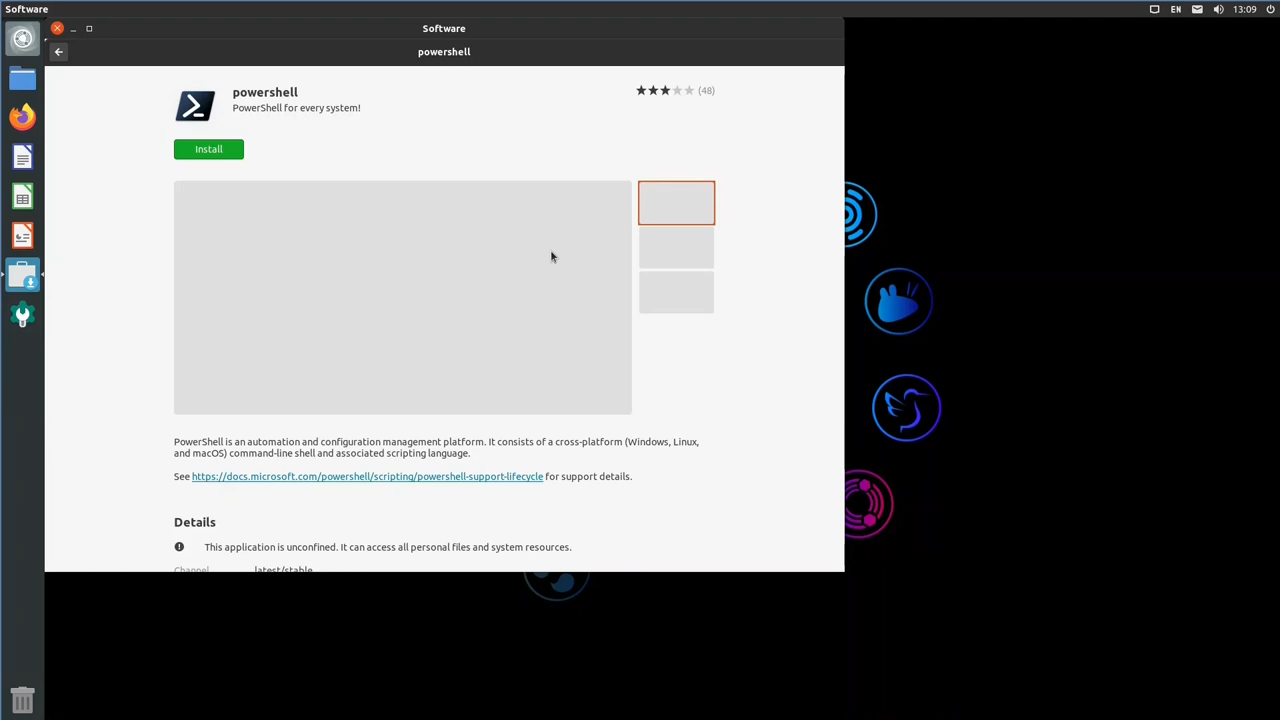 Software
EN
13:09
Software
powershell
powershell
PowerShell for every system!
(48)
Install
PowerShell is an automation and configuration management platform. It consists of a cross-platform (Windows, Linux,
and macOS) command-line shell and associated scripting language.
See https://docs.microsoft.com/powershell/scripting/powershell-support-lifecycle for support details.
Details
This application is unconfined. It can access all personal files and system resources.
Channel latest/stable